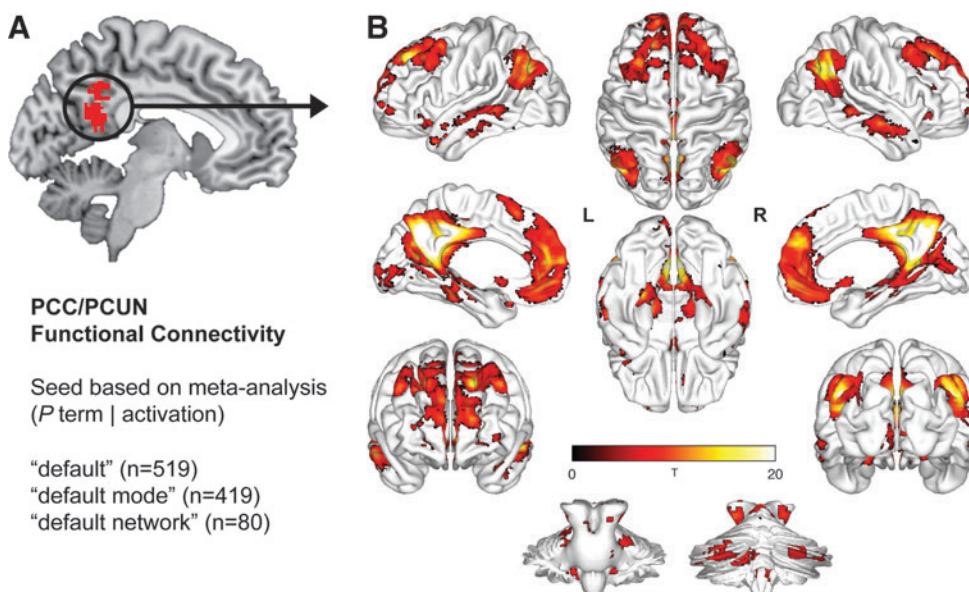 A
PCC/PCUN
Functional Connectivity
Seed based on meta-analysis
(P term | activation)
“default” (n=519)
“default mode” (n=419)
“default network” (n=80)
B
L
R
0
T
20